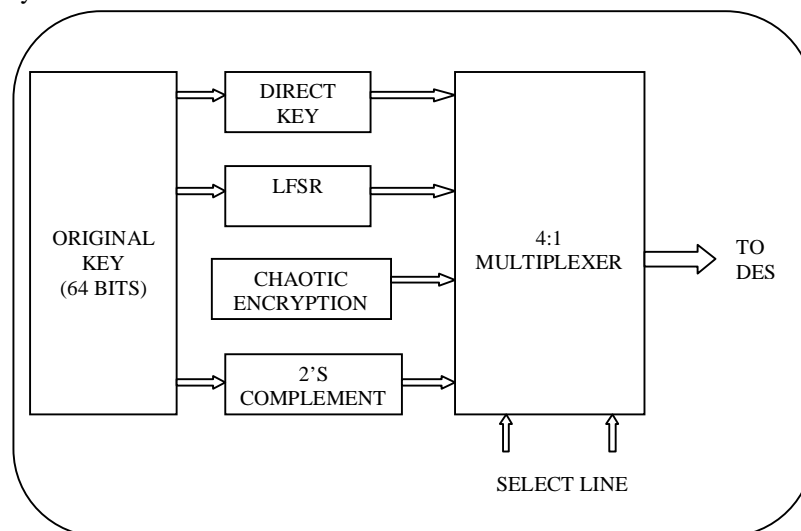 y
DIRECT
KEY
LFSR
ORIGINAL
KEY
(64 BITS)
CHAOTIC
ENCRYPTION
2'S
COMPLEMENT
4:1
MULTIPLEXER
TO
DES
SELECT LINE